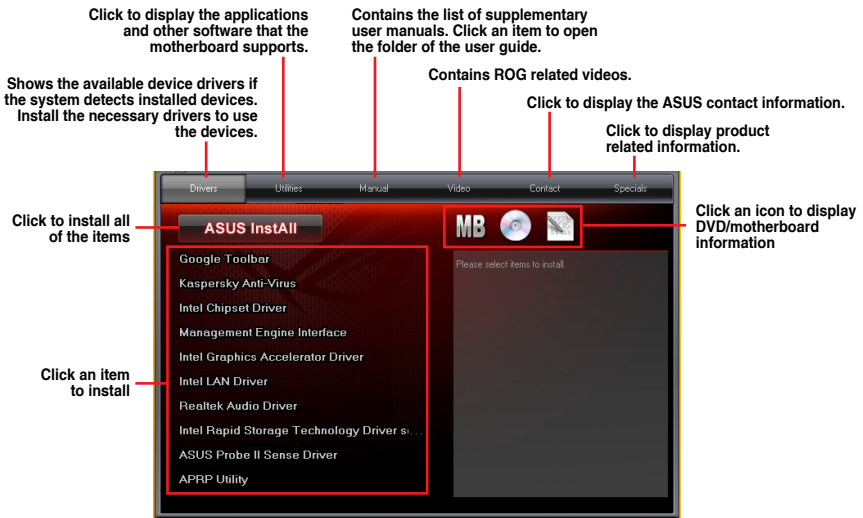 Click to display the applications
and other software that the
motherboard supports.
Contains the list of supplementary
user manuals. Click an item to open
the folder of the user guide.
Contains ROG related videos.
Shows the available device drivers if
the system detects installed devices.
Install the necessary drivers to use
the devices.
Click to display the ASUS contact information.
Click to display product
related information.
Drivers
Utilities
Manual
Video
Contact
Specials
Click to install all
of the items
ASUS InstAll
MB
Click an icon to display
DVD/motherboard
information
Google Toolbar
Kaspersky Anti-Virus
Intel Chipset Driver
Management Engine Interface
Intel Graphics Accelerator Driver
Intel LAN Driver
Realtek Audio Driver
Intel Rapid Storage Technology Driver s...
ASUS Probe II Sense Driver
APRP Utility
Please select items to install.
Click an item
to install